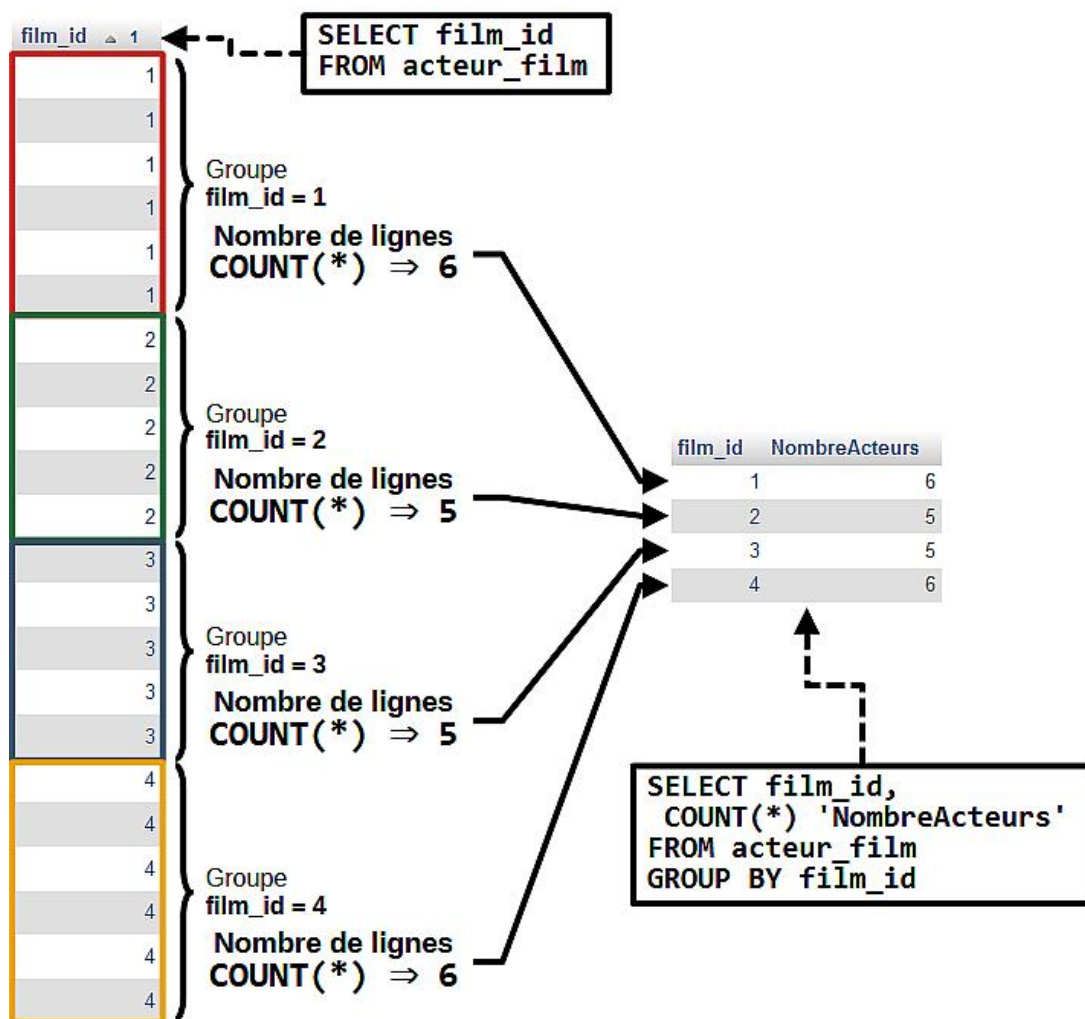 film_id 1
SELECT film_id
FROM acteur_film
1
1
1
1
1
1
Groupe
film_id = 1
Nombre de lignes
COUNT(*) ⇒ 6
2
2
2
2
2
Groupe
film_id = 2
Nombre de lignes
COUNT(*) ⇒ 5
3
3
3
3
3
Groupe
film_id = 3
Nombre de lignes
COUNT(*) ⇒ 5
4
4
4
4
4
4
Groupe
film_id = 4
Nombre de lignes
COUNT(*) ⇒ 6
film_id NombreActeurs
1 6
2 5
3 5
4 6
SELECT film_id,
COUNT(*) 'NombreActeurs'
FROM acteur_film
GROUP BY film_id